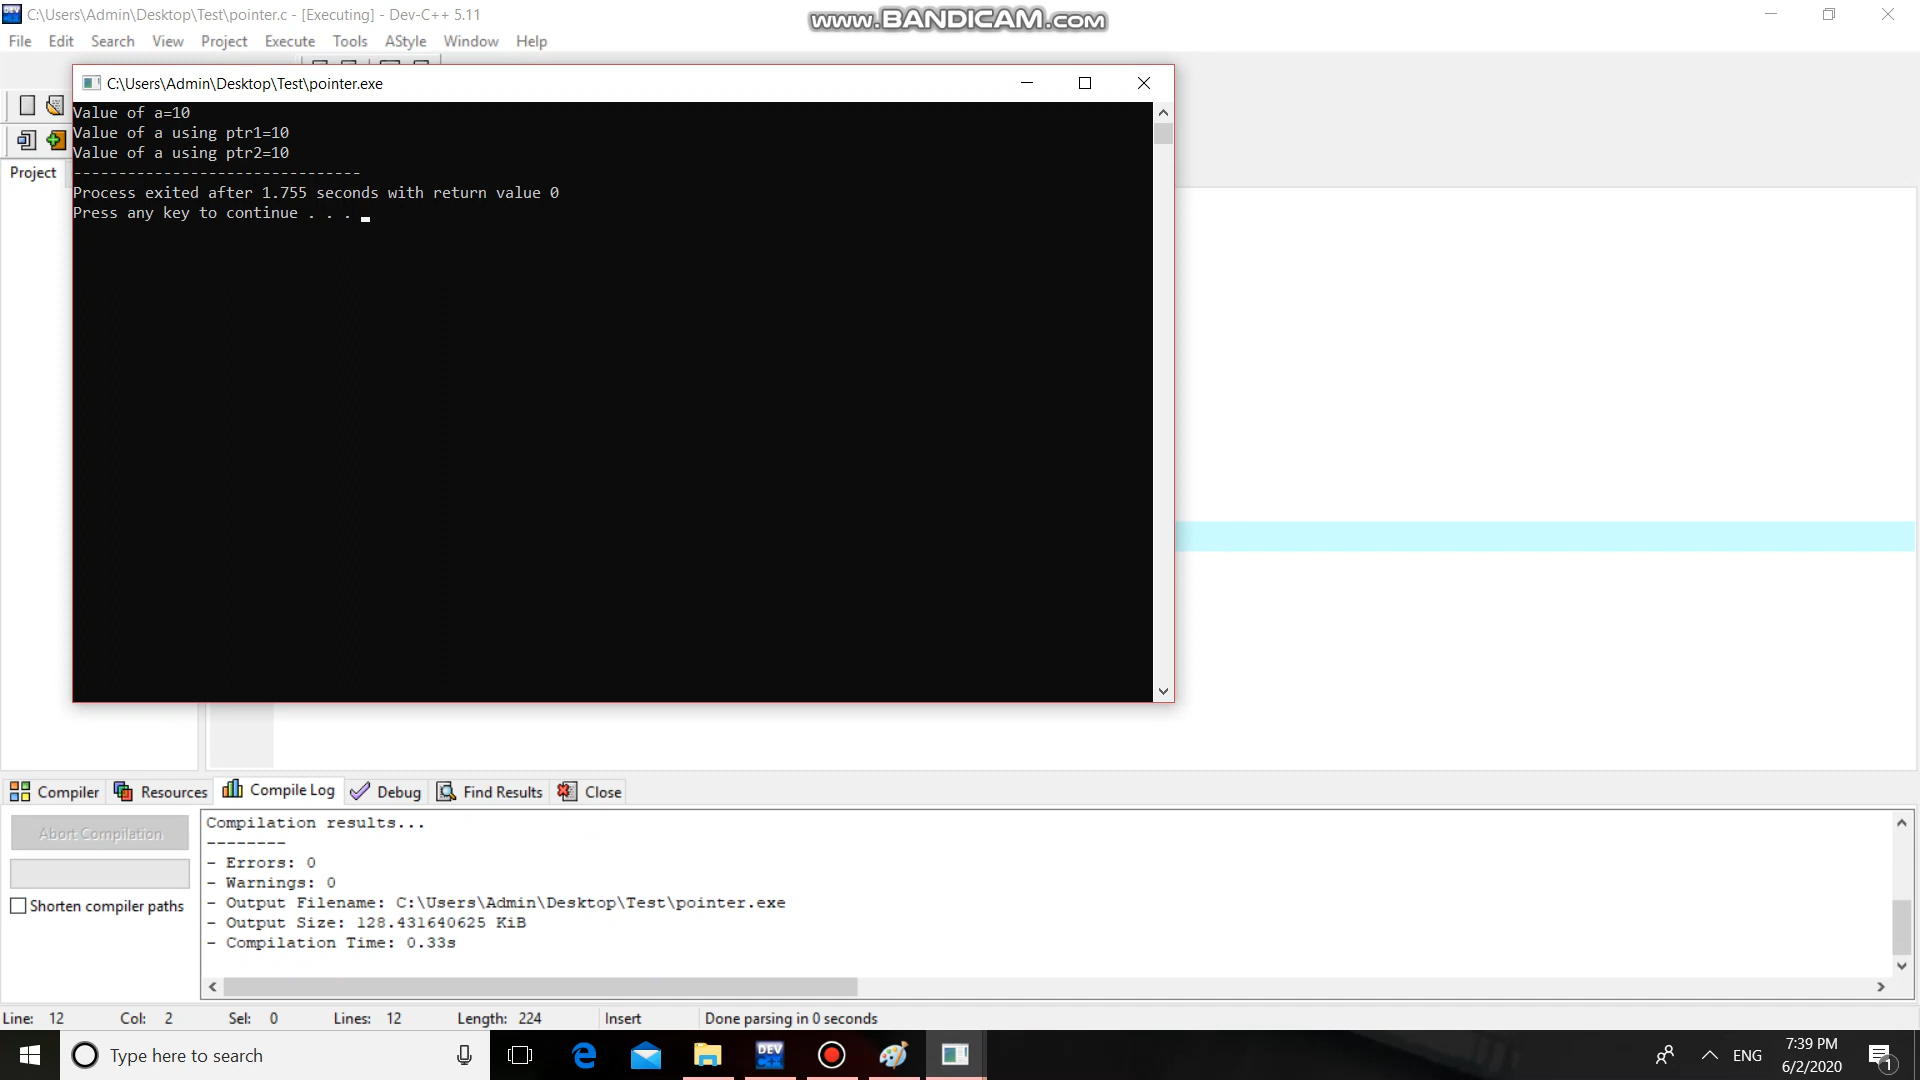 C:\Users\Admin\Desktop\Test\pointer.c - [Executing] - Dev-C++ 5.11
www.BANDICAM.com
File Edit Search View Project Execute Tools AStyle Window Help
C:\Users\Admin\Desktop\Test\pointer.exe
Value of a=10
Value of a using ptr1=10
Value of a using ptr2=10
--------------------------------
Process exited after 1.755 seconds with return value 0
Press any key to continue . . .
Project
Compiler Resources Compile Log Debug Find Results Close
Abort Compilation
Shorten compiler paths
Compilation results...
--------
- Errors: 0
- Warnings: 0
- Output Filename: C:\Users\Admin\Desktop\Test\pointer.exe
- Output Size: 128.431640625 KiB
- Compilation Time: 0.33s
Line: 12 Col: 2 Sel: 0 Lines: 12 Length: 224 Insert Done parsing in 0 seconds
Type here to search
DEV
ENG
7:39 PM
6/2/2020
1